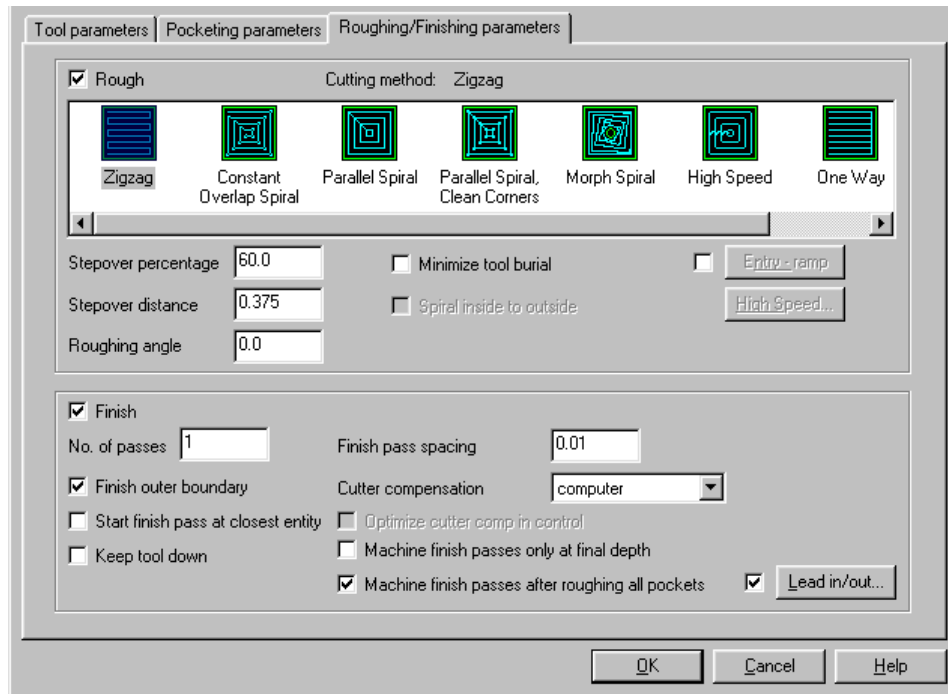 Tool parameters Pocketing parameters Roughing/Finishing parameters
Rough Cutting method: Zigzag
Zigzag Constant Overlap Spiral Parallel Spiral Parallel Spiral, Clean Corners Morph Spiral High Speed One Way
Stepover percentage 60.0 Minimize tool burial Entry - ramp
Stepover distance 0.375 Spiral inside to outside High Speed...
Roughing angle 0.0
Finish
No. of passes 1 Finish pass spacing 0.01
Finish outer boundary Cutter compensation computer
Start finish pass at closest entity Optimize cutter comp in control
Keep tool down Machine finish passes only at final depth
Machine finish passes after roughing all pockets Lead in/out...
OK Cancel Help